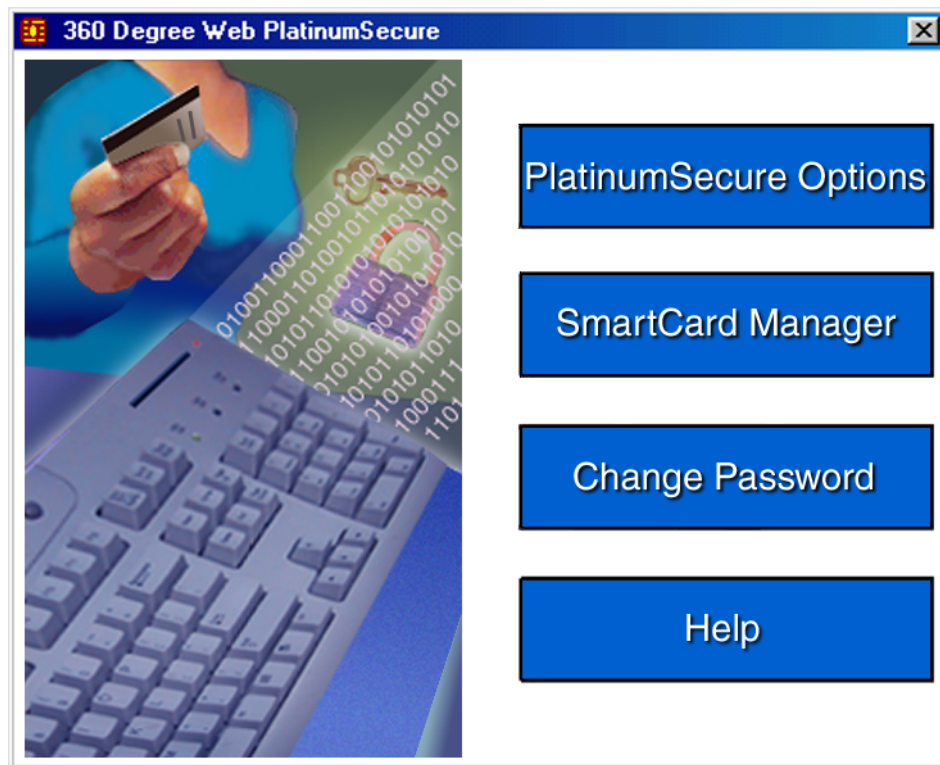 360 Degree Web PlatinumSecure
PlatinumSecure Options
SmartCard Manager
Change Password
Help